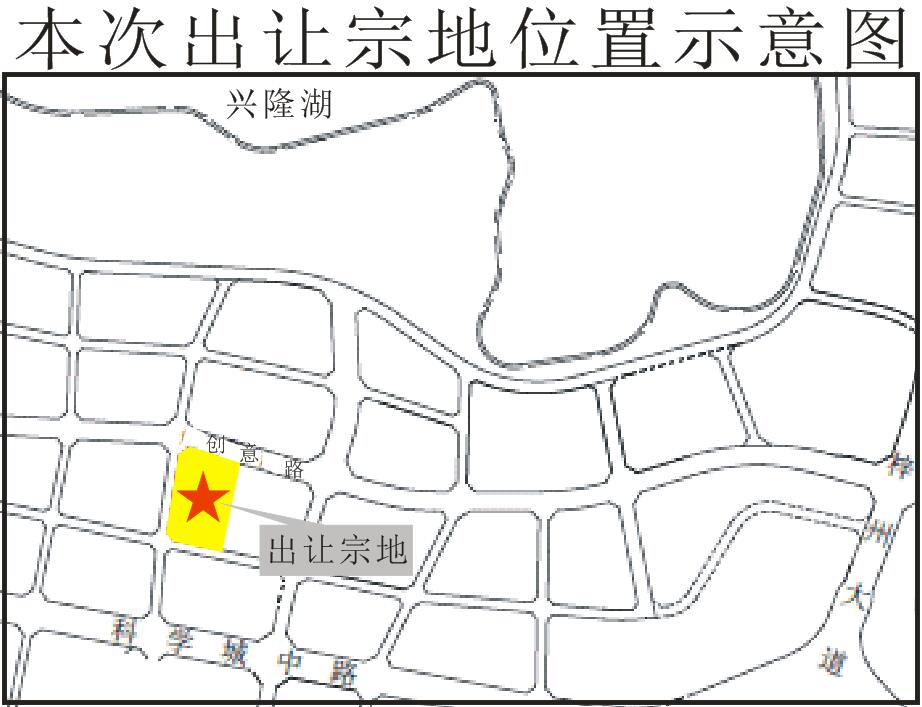 本次出让宗地位置示意图
兴隆湖
创意路
出让宗地
梓州大道
科学城中路